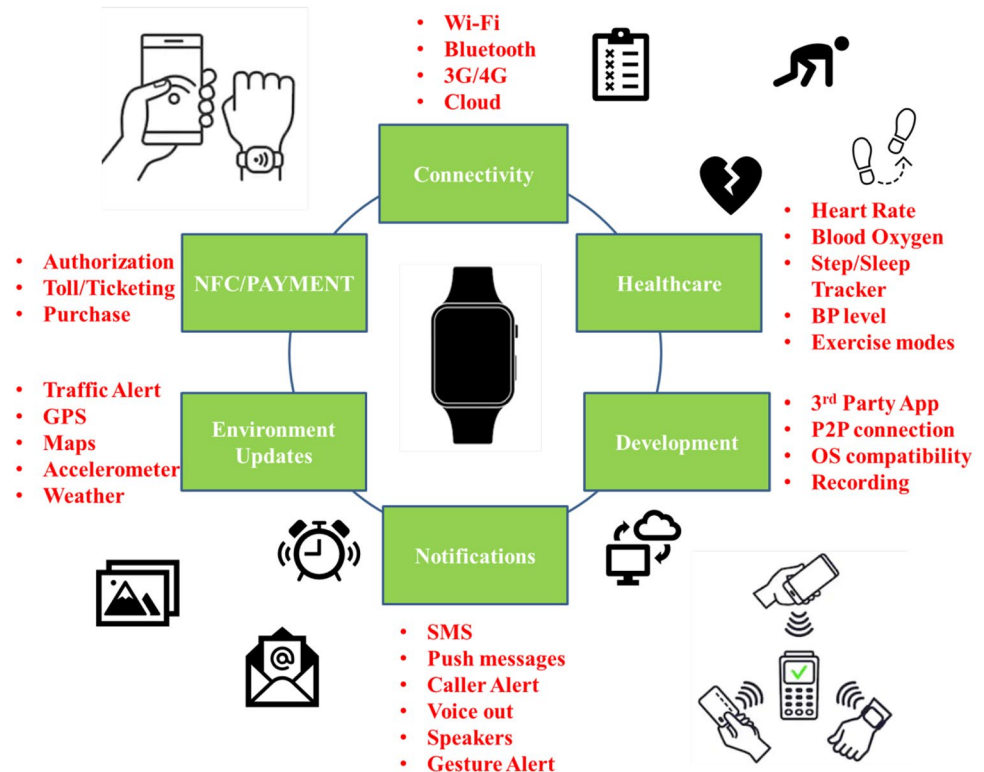 • Wi-Fi
• Bluetooth
• 3G/4G
• Cloud
Connectivity
• Heart Rate
• Blood Oxygen
• Step/Sleep
Tracker
• BP level
• Exercise modes
Healthcare
• Authorization
• Toll/Ticketing
• Purchase
NFC/PAYMENT
• Traffic Alert
• GPS
• Maps
• Accelerometer
• Weather
Environment
Updates
Development
• 3rd Party App
• P2P connection
• OS compatibility
• Recording
Notifications
@
• SMS
• Push messages
• Caller Alert
• Voice out
• Speakers
• Gesture Alert